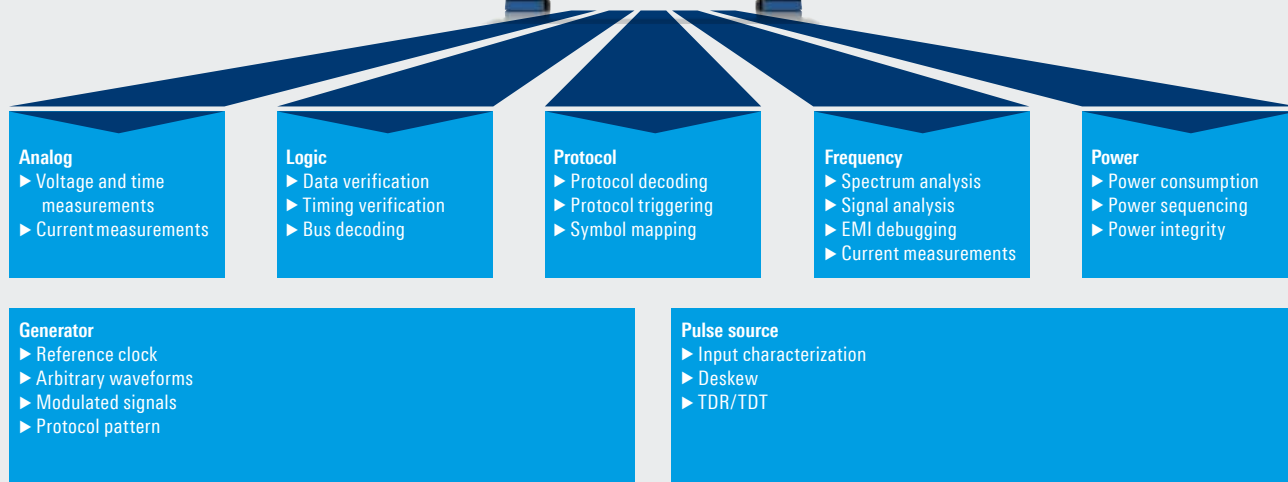 Analog
▶ Voltage and time
measurements
▶ Current measurements
Logic
▶ Data verification
▶ Timing verification
▶ Bus decoding
Protocol
▶ Protocol decoding
▶ Protocol triggering
▶ Symbol mapping
Frequency
▶ Spectrum analysis
▶ Signal analysis
▶ EMI debugging
▶ Current measurements
Power
▶ Power consumption
▶ Power sequencing
▶ Power integrity
Generator
▶ Reference clock
▶ Arbitrary waveforms
▶ Modulated signals
▶ Protocol pattern
Pulse source
▶ Input characterization
▶ Deskew
▶ TDR/TDT